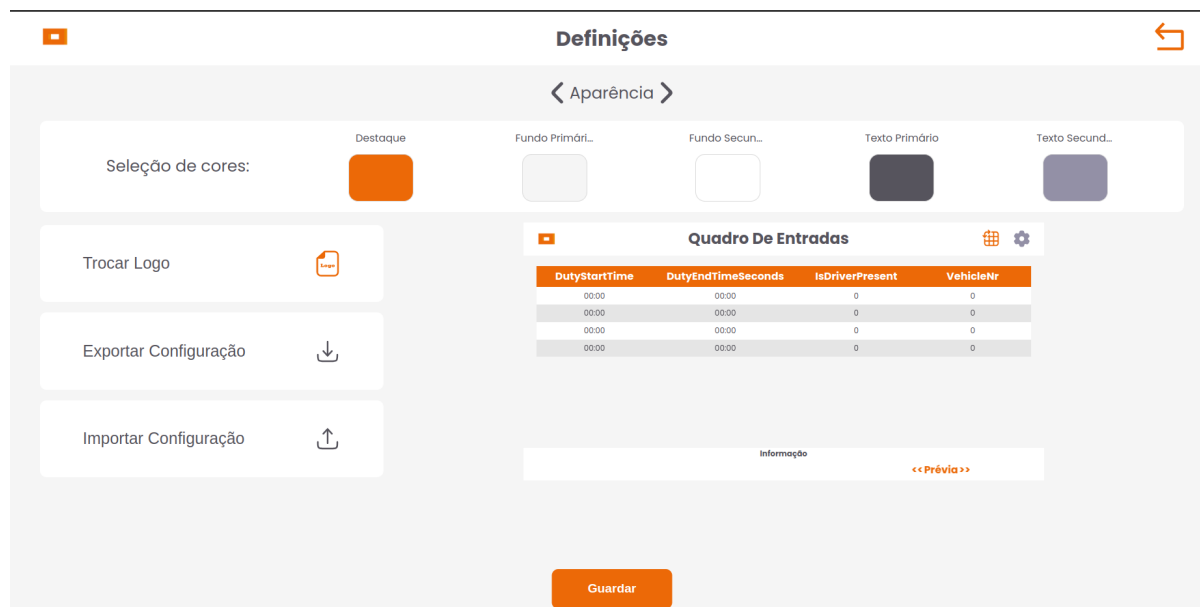 Definições
Aparência
Seleção de cores:
Destaque
Fundo Primári...
Fundo Secun...
Texto Primário
Texto Secund...
Trocar Logo
Logo
Exportar Configuração
Importar Configuração
Quadro De Entradas
DutyStartTime DutyEndTimeSeconds IsDriverPresent VehicleNr
00:00 00:00 0 0
00:00 00:00 0 0
00:00 00:00 0 0
00:00 00:00 0 0
Informação
<< Prévia >>
Guardar